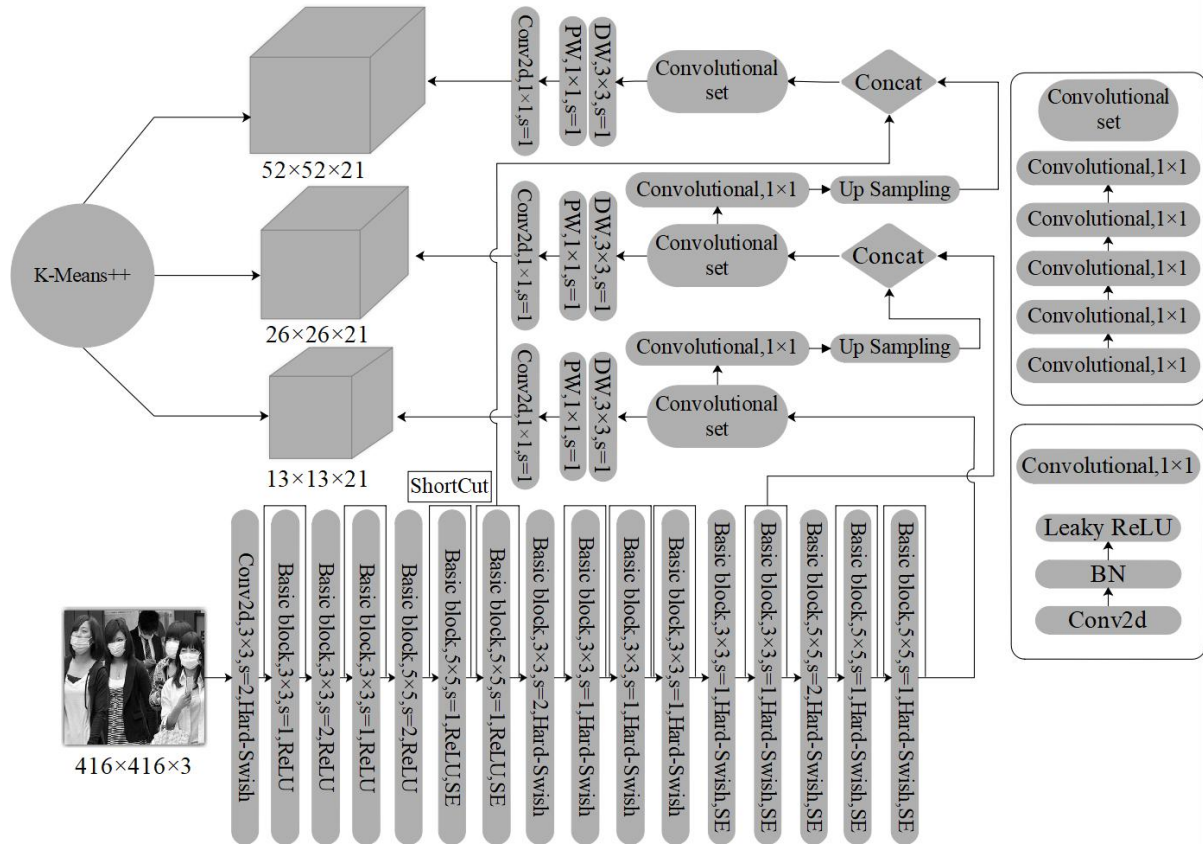 52×52×21
Conv2d,1×1,s=1
PW,1×1,s=1
DW,3×3,s=1
Convolutional
set
Concat
K-Means++
26×26×21
Conv2d,1×1,s=1
PW,1×1,s=1
DW,3×3,s=1
Convolutional,1×1
Up Sampling
Convolutional
set
Concat
13×13×21
Conv2d,1×1,s=1
PW,1×1,s=1
DW,3×3,s=1
Convolutional,1×1
Up Sampling
Convolutional
set
ShortCut
416×416×3
Conv2d,3×3,s=2,Hard-Swish
Basic block,3×3,s=1,ReLU
Basic block,3×3,s=2,ReLU
Basic block,3×3,s=1,ReLU
Basic block,5×5,s=2,ReLU
Basic block,5×5,s=1,ReLU,SE
Basic block,5×5,s=1,ReLU,SE
Basic block,3×3,s=2,Hard-Swish
Basic block,3×3,s=1,Hard-Swish
Basic block,3×3,s=1,Hard-Swish
Basic block,3×3,s=1,Hard-Swish
Basic block,3×3,s=1,Hard-Swish,SE
Basic block,3×3,s=1,Hard-Swish,SE
Basic block,5×5,s=2,Hard-Swish,SE
Basic block,5×5,s=1,Hard-Swish,SE
Basic block,5×5,s=1,Hard-Swish,SE
Convolutional
set
Convolutional,1×1
Convolutional,1×1
Convolutional,1×1
Convolutional,1×1
Convolutional,1×1
Convolutional,1×1
Leaky ReLU
BN
Conv2d